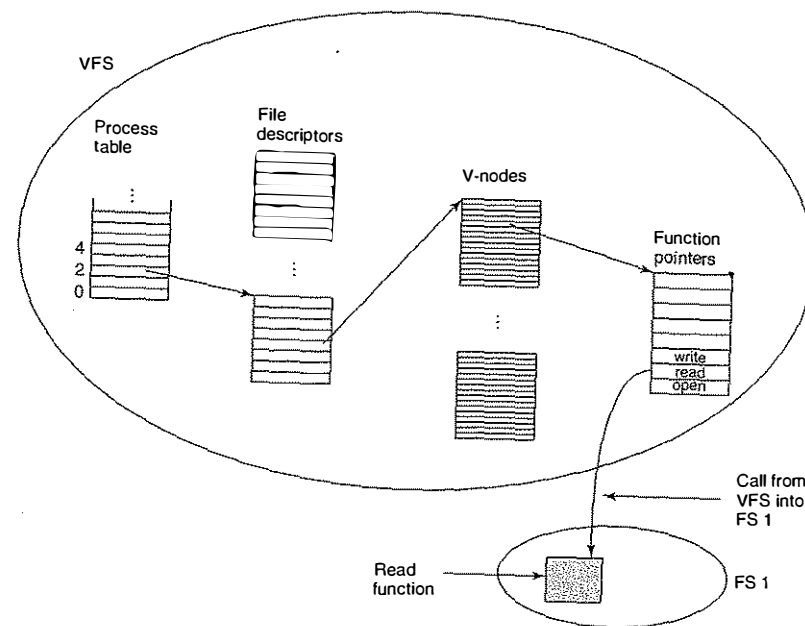 VFS
Process
table
File
descriptors
V-nodes
Function
pointers
...
...
...
4
2
0
write
read
open
Call from
VFS into
FS 1
Read
function
FS 1